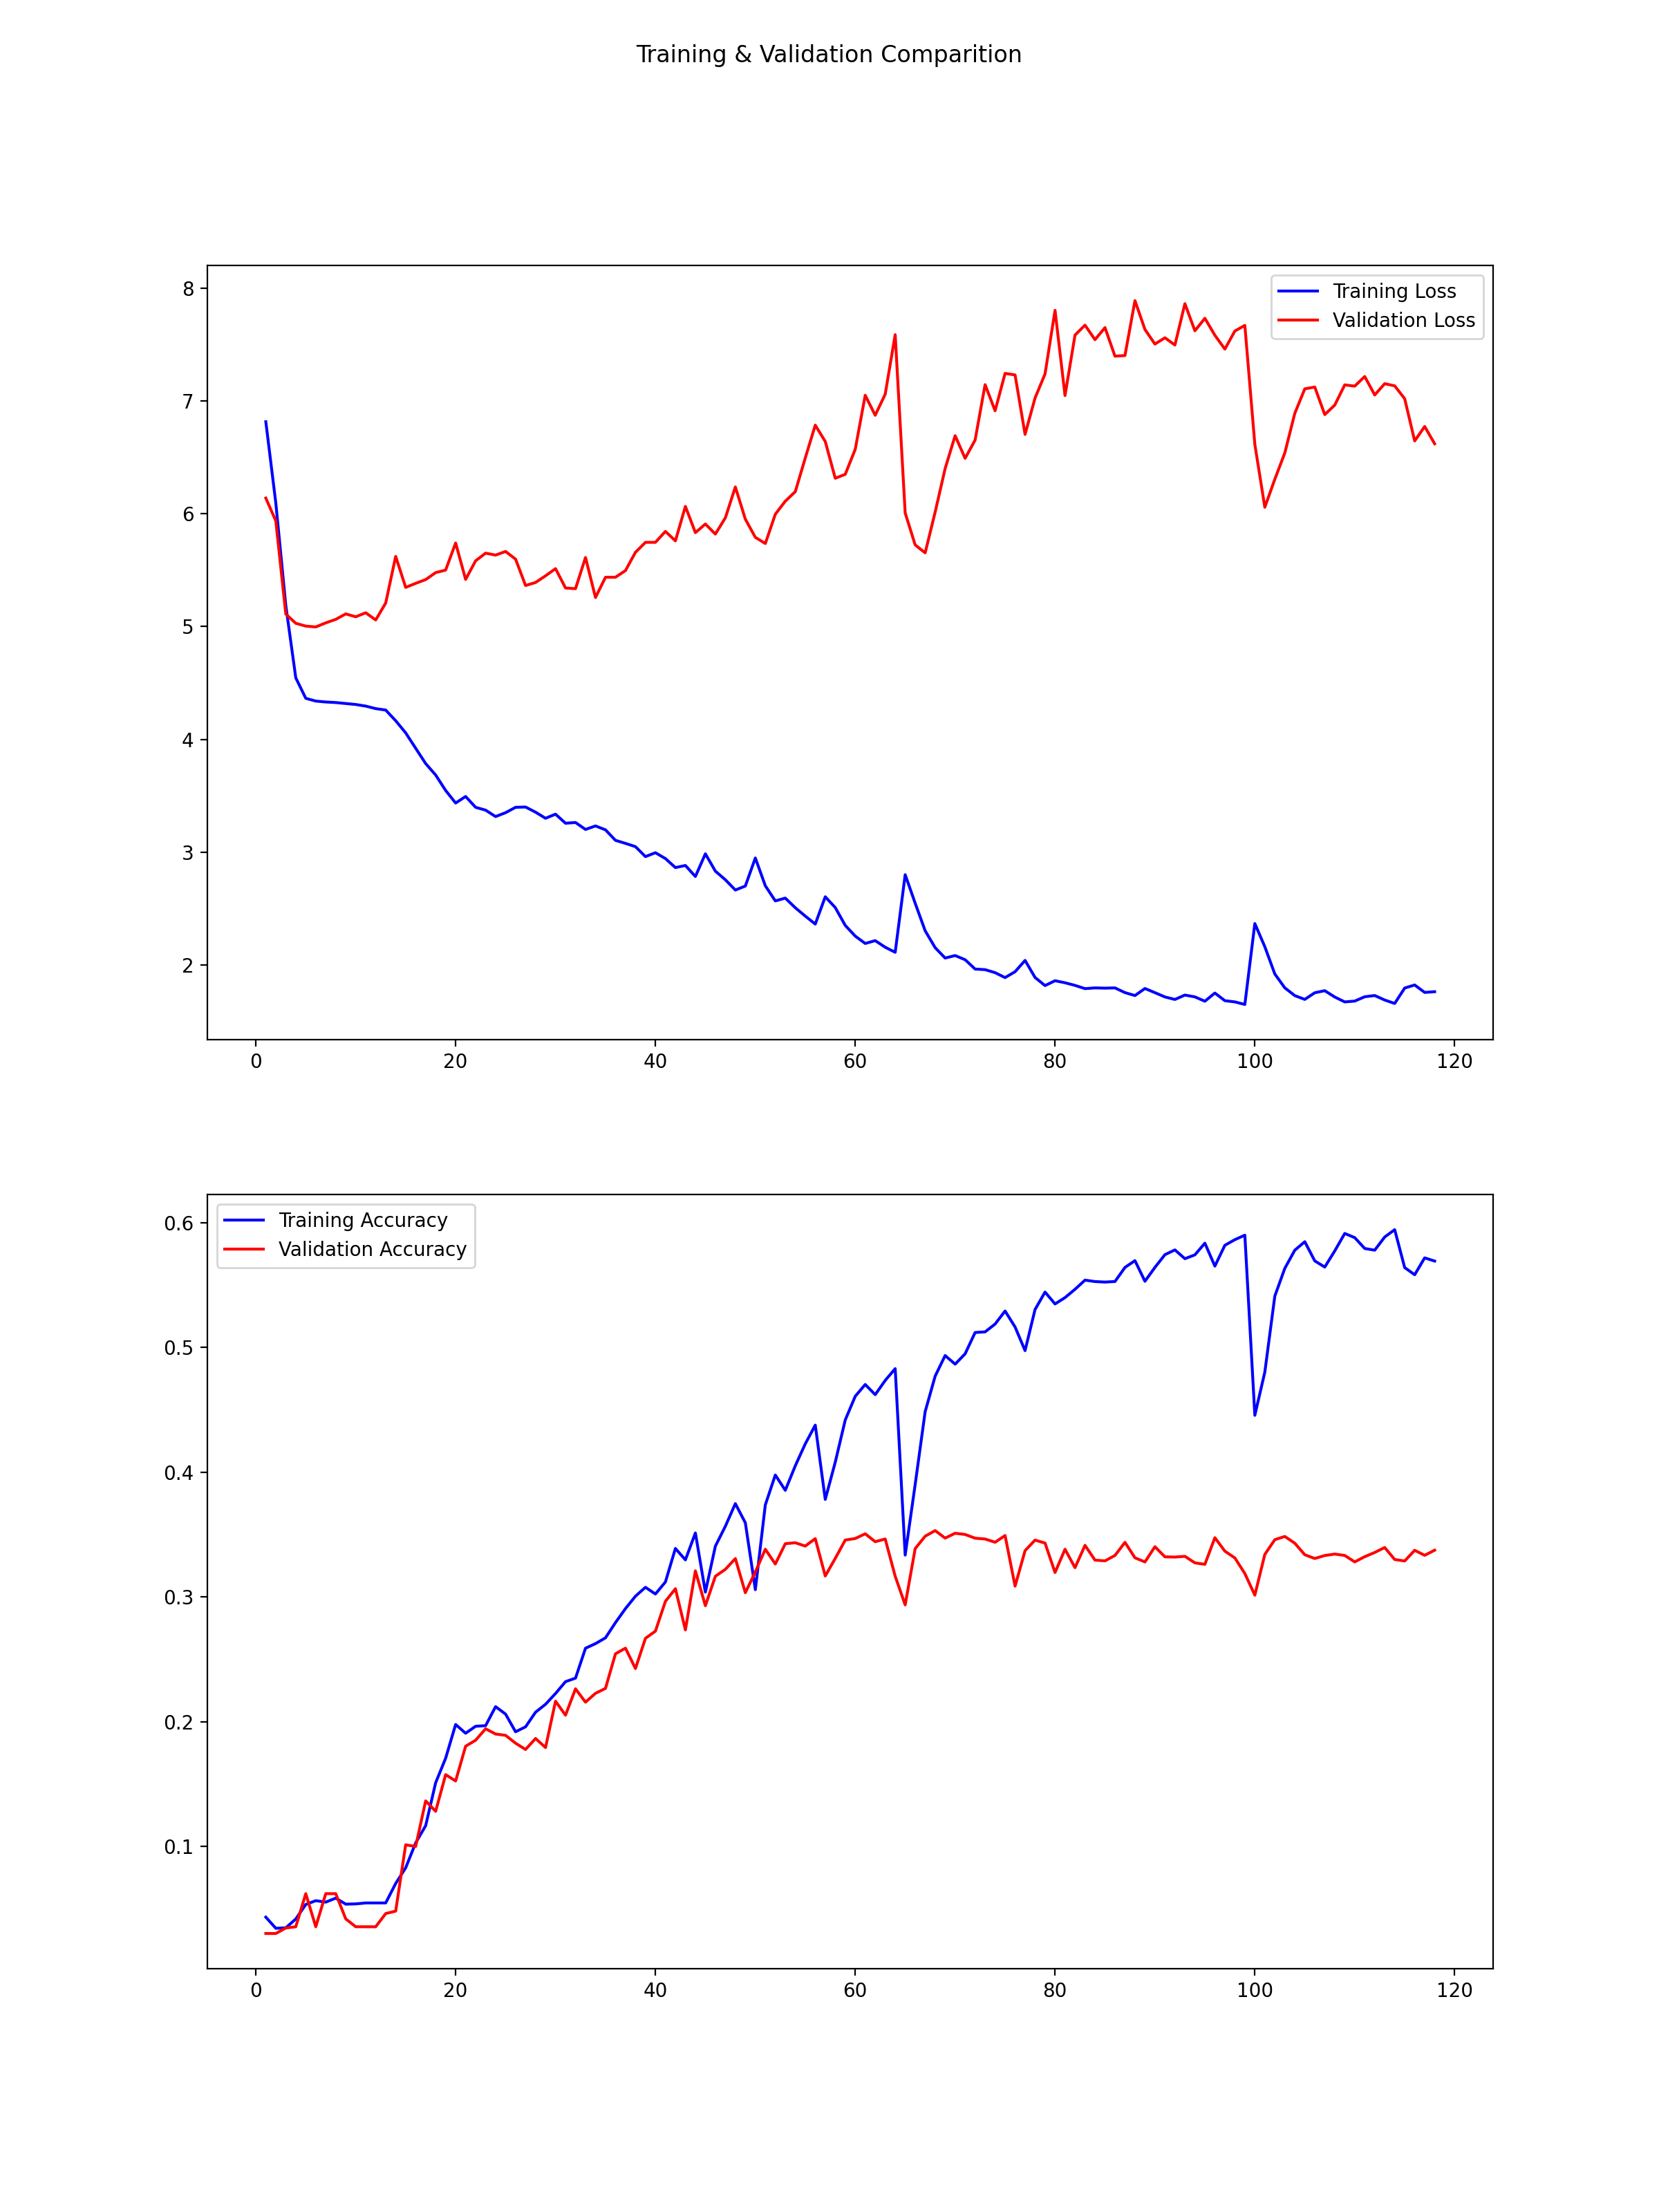 Training & Validation Comparition
8
7
6
5
4
3
2
Training Loss
Validation Loss
0 20 40 60 80 100 120
0.6
0.5
0.4
0.3
0.2
0.1
Training Accuracy
Validation Accuracy
0 20 40 60 80 100 120